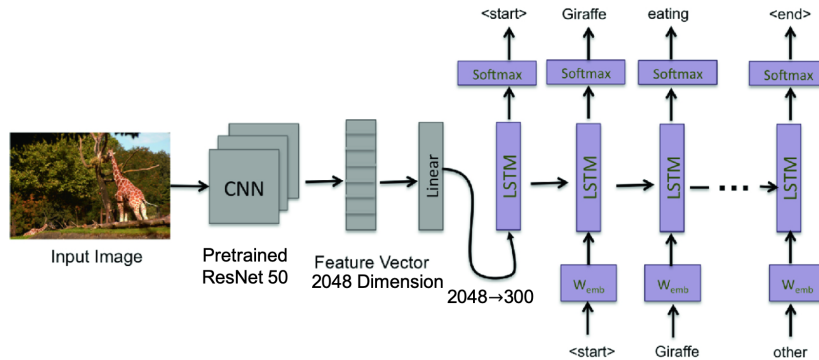 <start> Giraffe eating <end>
Softmax Softmax Softmax Softmax
CNN
Linear
LSTM LSTM LSTM LSTM
Input Image
Pretrained
ResNet 50
Feature Vector
2048 Dimension
2048→300
Wemb Wemb Wemb
<start> Giraffe other